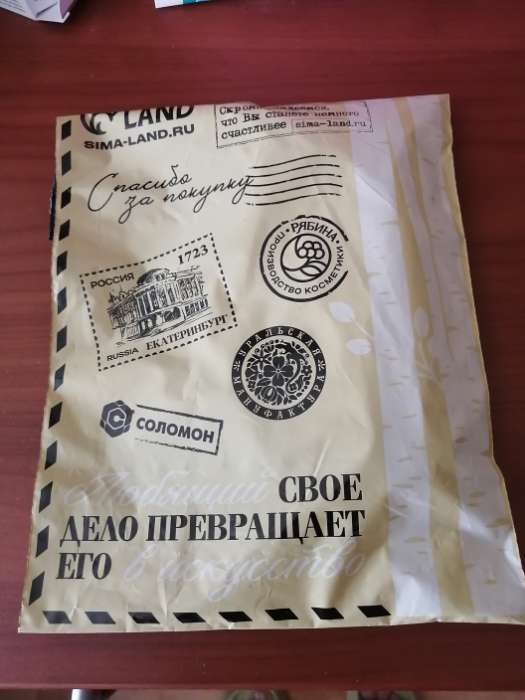 LAND
SIMA-LAND.RU
что Вы станете немного
счастливее sima-land.ru
Спасибо
за покупку
1723
РОССИЯ
RUSSIA ЕКАТЕРИНБУРГ
• РЯБИНА •
ПРОИЗВОДСТВО КОСМЕТИКИ
УРАЛЬСКАЯ
МАНУФАКТУРА
СОЛОМОН
Любящий СВОЕ
ДЕЛО ПРЕВРАЩАЕТ
ЕГО в искусство